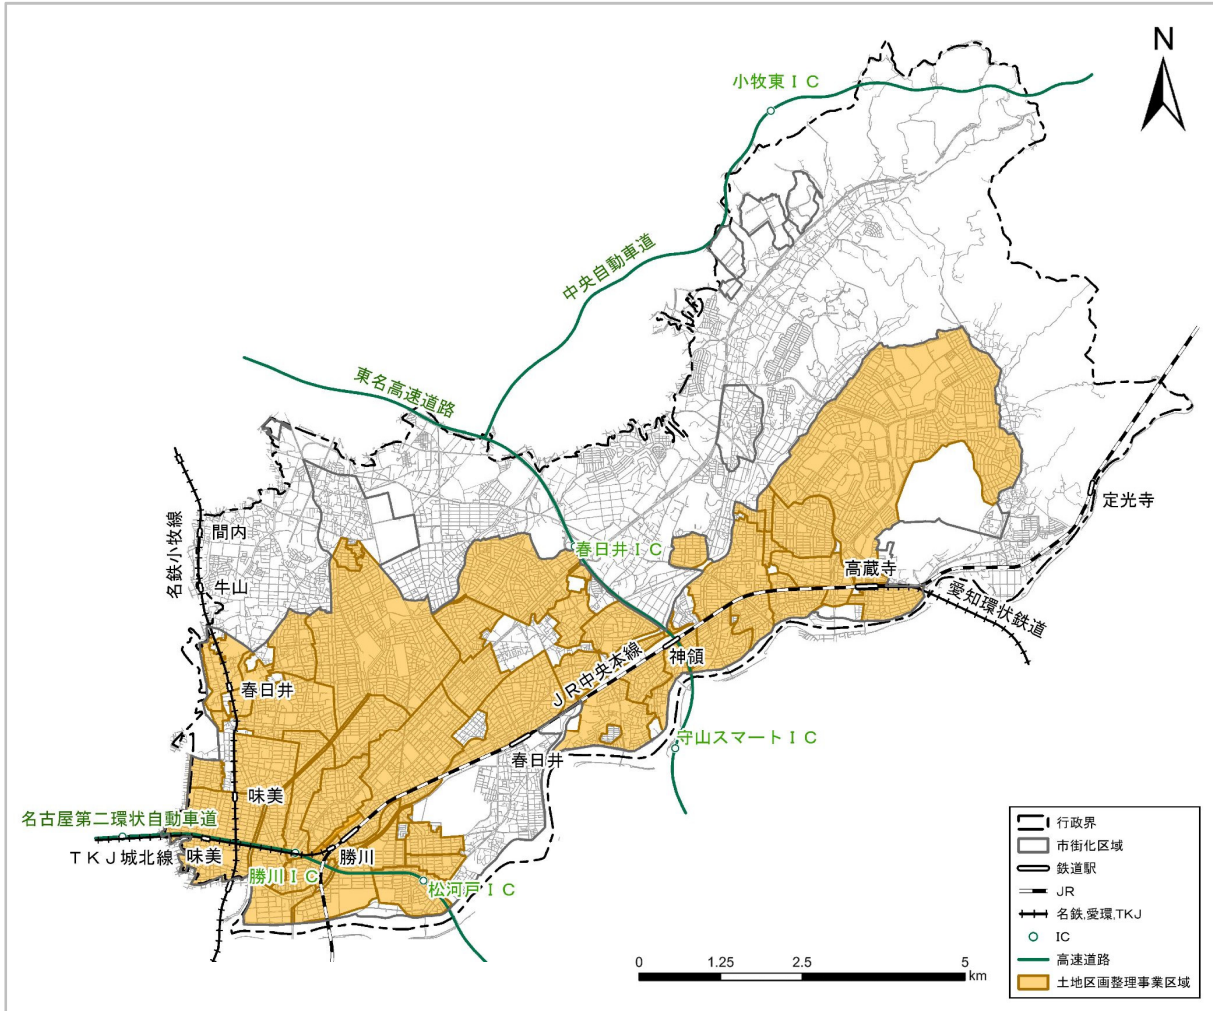 N
小牧東ＩＣ
中央自動車道
東名高速道路
定光寺
名鉄小牧線
間内
春日井ＩＣ
高蔵寺
牛山
愛知環状鉄道
ＪＲ中央本線
神領
春日井
守山スマートＩＣ
春日井
味美
名古屋第二環状自動車道
ＴＫＪ城北線
味美
勝川
勝川ＩＣ
松河戸ＩＣ
行政界
市街化区域
鉄道駅
JR
名鉄,愛環,TKJ
IC
高速道路
土地区画整理事業区域
0 1.25 2.5 5
km